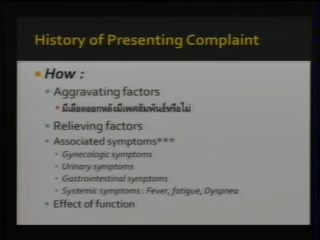 History of Presenting Complaint
How :
Aggravating factors
มีเลือดออกหลังมีเพศสัมพันธ์หรือไม่
Relieving factors
Associated symptoms***
Gynecologic symptoms
Urinary symptoms
Gastrointestinal symptoms
Systemic symptoms : Fever, fatigue, Dyspnea
Effect of function